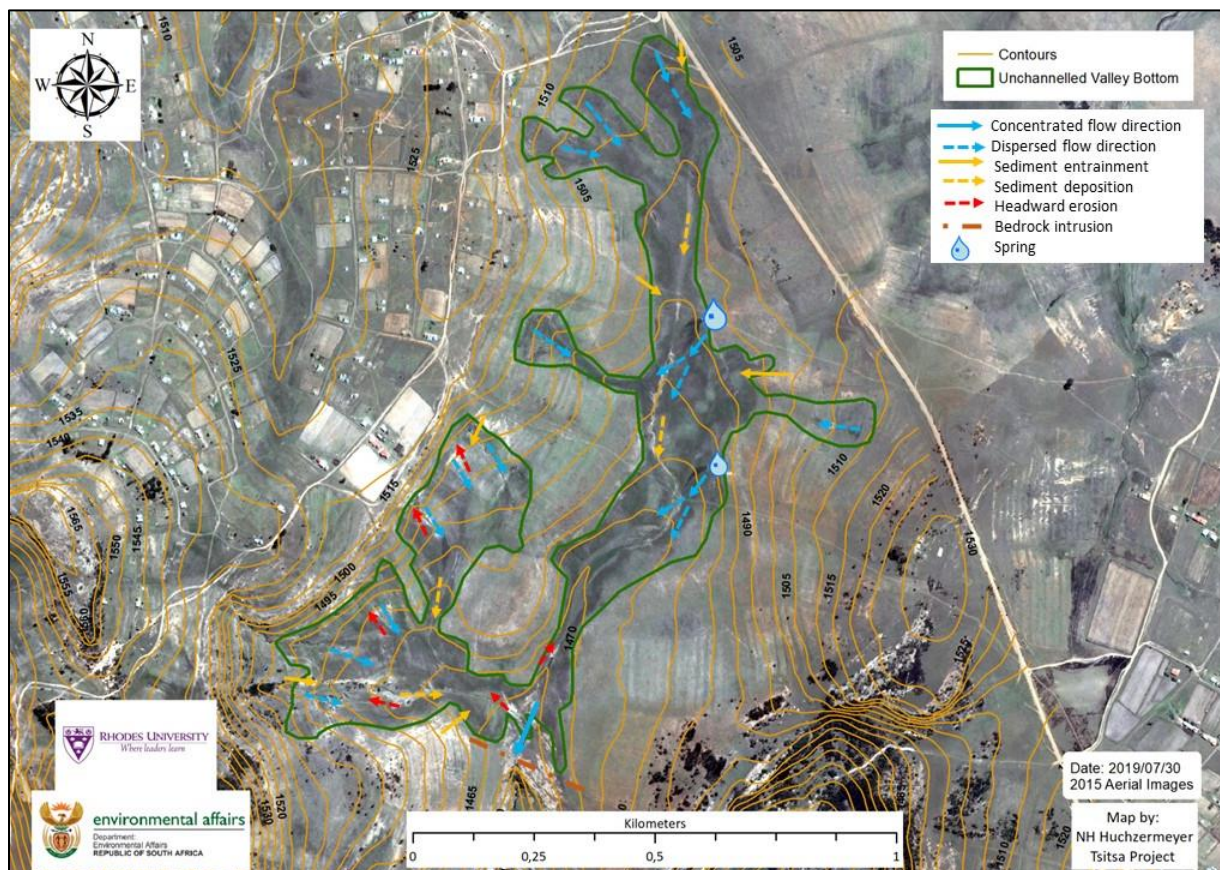 N
W
E
S
Contours
Unchannelled Valley Bottom
Concentrated flow direction
Dispersed flow direction
Sediment entrainment
Sediment deposition
Headward erosion
Bedrock intrusion
Spring
1510
1505
1510
1525
1505
1525
1535
1540
1515
1510
1520
1530
1490
1505
1515
1525
1565
1550
1545
1555
1560
1500
1495
1470
1465
1520
1530
1510
1520
RHODES UNIVERSITY
Where leaders learn
environmental affairs
Department:
Environmental Affairs
REPUBLIC OF SOUTH AFRICA
Kilometers
0
0,25
0,5
1
Date: 2019/07/30
2015 Aerial Images
Map by:
NH Huchzermeyer
Tsitsa Project